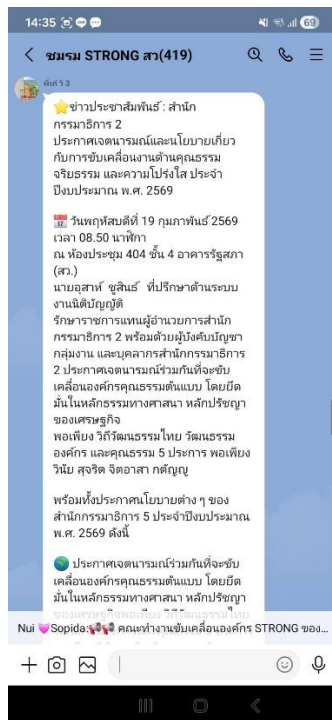 14:35
69
ชมรม STRONG สว(419)
⭐ข่าวประชาสัมพันธ์ : สำนัก
กรรมาธิการ 2
ประกาศเจตนารมณ์และนโยบายเกี่ยว
กับการขับเคลื่อนงานด้านคุณธรรม
จริยธรรม และความโปร่งใส ประจำ
ปีงบประมาณ พ.ศ. 2569
📅 วันพฤหัสบดีที่ 19 กุมภาพันธ์ 2569
เวลา 08.50 นาฬิกา
ณ ห้องประชุม 404 ชั้น 4 อาคารรัฐสภา
(สว.)
นายอุสาห์ ชูสินธ์ ที่ปรึกษาด้านระบบ
งานนิติบัญญัติ
รักษาราชการแทนผู้อำนวยการสำนัก
กรรมาธิการ 2 พร้อมด้วยผู้บังคับบัญชา
กลุ่มงาน และบุคลากรสำนักกรรมาธิการ
2 ประกาศเจตนารมณ์ร่วมกันที่จะขับ
เคลื่อนองค์กรคุณธรรมต้นแบบ โดยยึด
มั่นในหลักธรรมทางศาสนา หลักปรัชญา
ของเศรษฐกิจ
พอเพียง วิถีวัฒนธรรมไทย วัฒนธรรม
องค์กร และคุณธรรม 5 ประการ พอเพียง
วินัย สุจริต จิตอาสา กตัญญู
พร้อมทั้งประกาศนโยบายต่าง ๆ ของ
สำนักกรรมาธิการ 5 ประจำปีงบประมาณ
พ.ศ. 2569 ดังนี้
🌍 ประกาศเจตนารมณ์ร่วมกันที่จะขับ
เคลื่อนองค์กรคุณธรรมต้นแบบ โดยยึด
มั่นในหลักธรรมทางศาสนา หลักปรัชญา
ของเศรษฐกิจพอเพียง วิถีวัฒนธรรมไทย
Nui 💗Sopida:📢📢 คณะทำงานขับเคลื่อนองค์กร STRONG ของ...